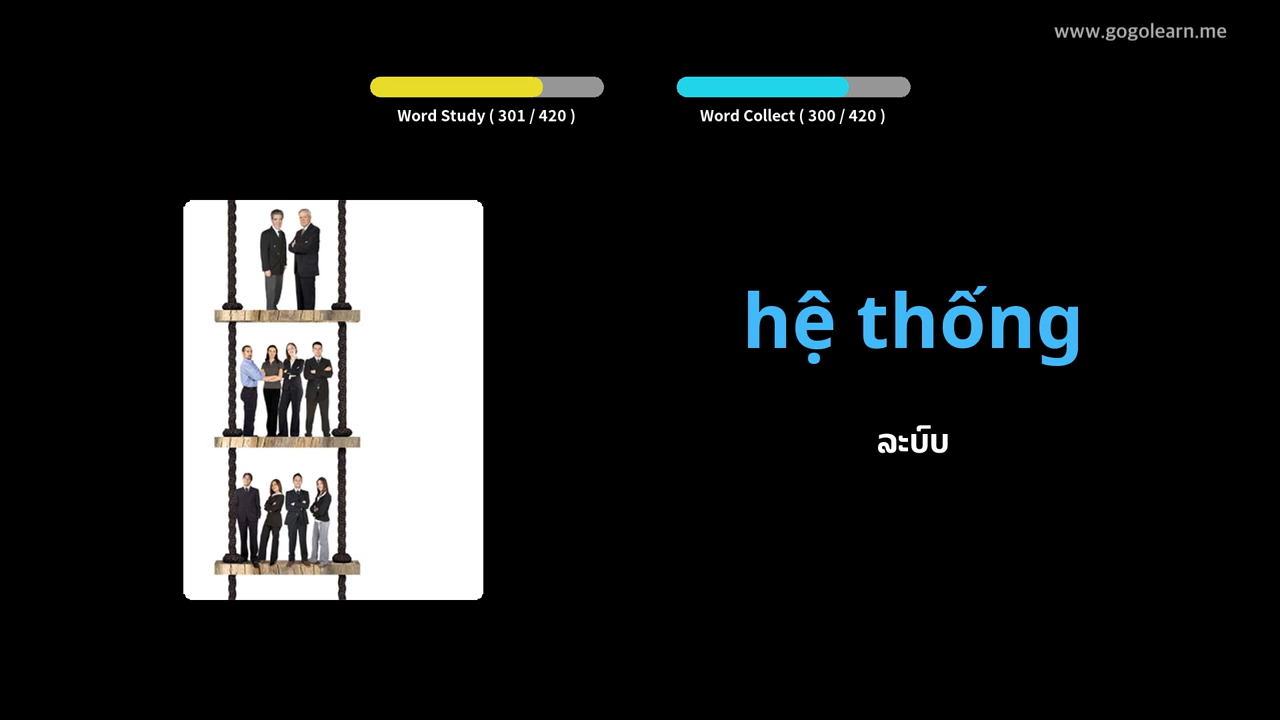 www.gogolearn.me
Word Study ( 301 / 420 )
Word Collect ( 300 / 420 )
hệ thống
ລະບົບ